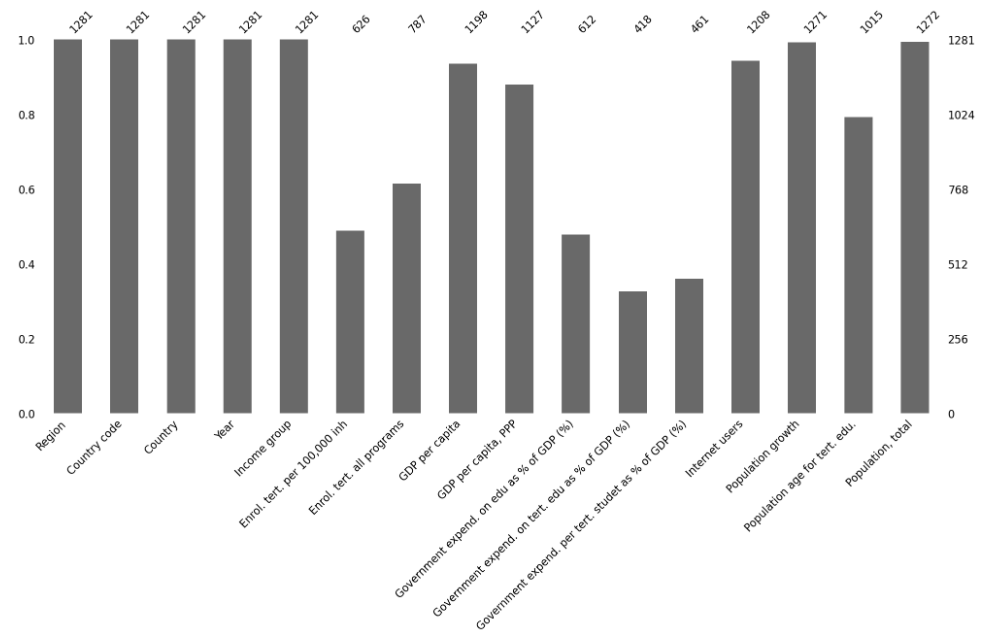 1281
1281
1281
1281
1281
626
787
1198
1127
612
418
461
1208
1271
1015
1272
1.0
1281
0.8
1024
0.6
768
0.4
512
0.2
256
0.0
0
Region
Country code
Country
Year
Income group
Enrol. tert. per 100,000 inh
Enrol. tert. all programs
GDP per capita
GDP per capita, PPP
Government expend. on edu as % of GDP (%)
Government expend. on tert. edu as % of GDP (%)
Government expend. per tert. studet as % of GDP (%)
Internet users
Population growth
Population age for tert. edu.
Population, total